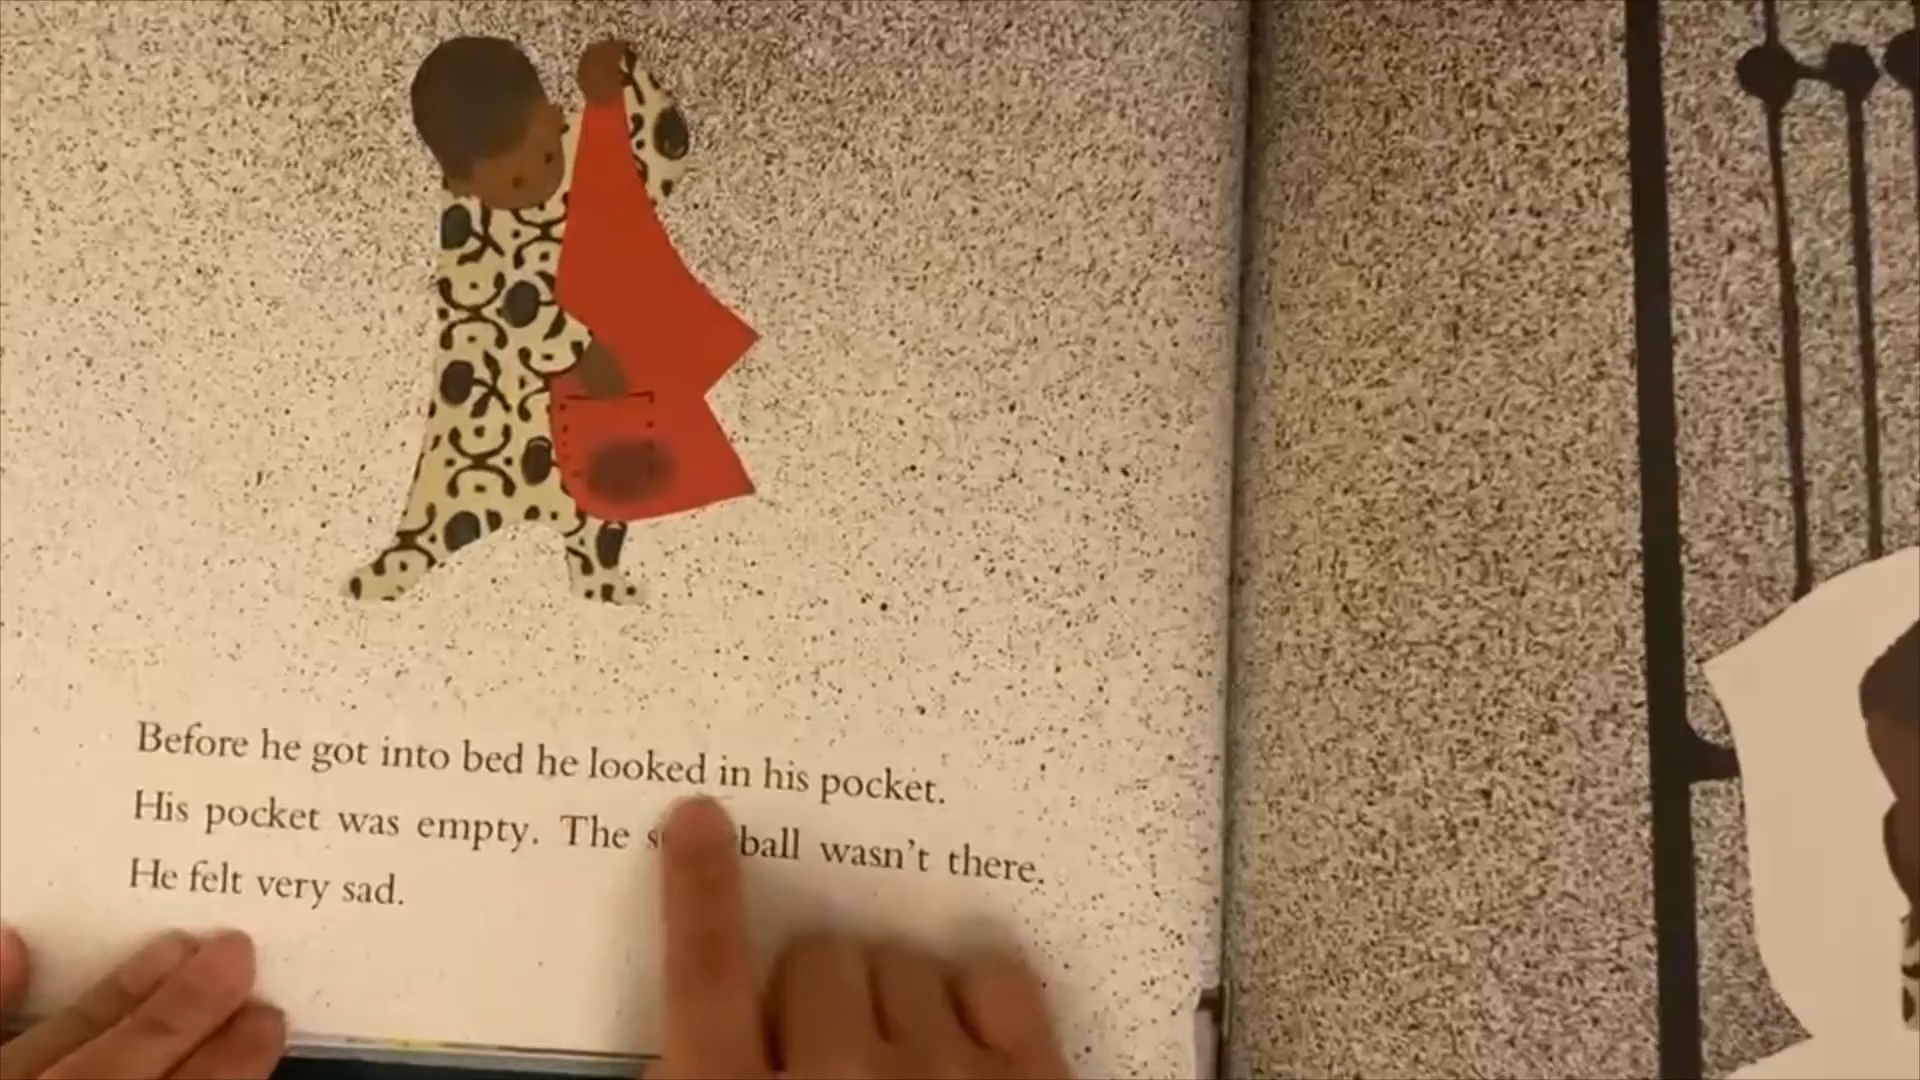 Before he got into bed he looked in his pocket.
His pocket was empty. The ball wasn't there.
He felt very sad.